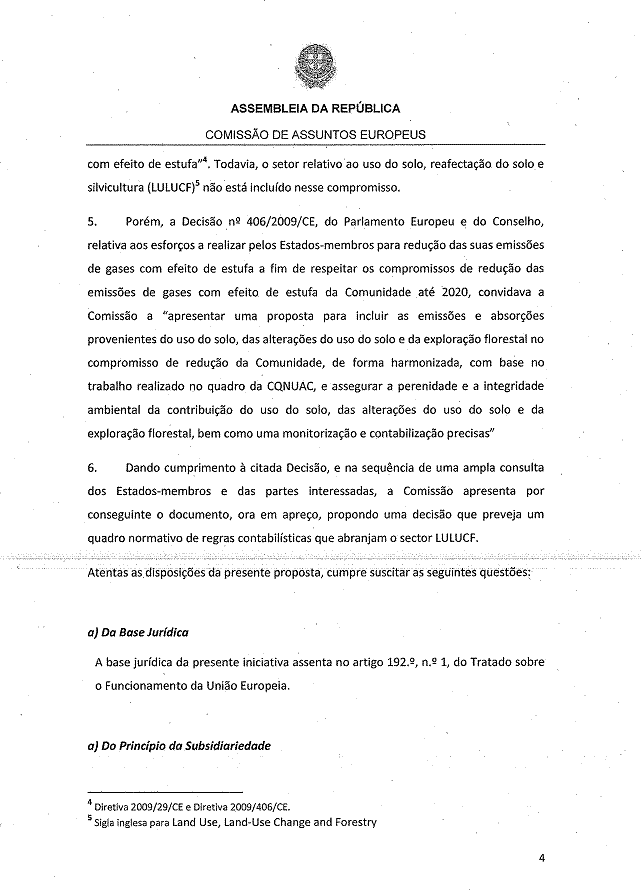 ASSEMBLEIA DA REPÚBLICA
COMISSÃO DE ASSUNTOS EUROPEUS
com efeito de estufa"4. Todavia, o setor relativo ao uso do solo, reafectação do solo e
silvicultura (LULUCF)5 não está incluído nesse compromisso.
5. Porém, a Decisão nº 406/2009/CE, do Parlamento Europeu e do Conselho,
relativa aos esforços a realizar pelos Estados-membros para redução das suas emissões
de gases com efeito de estufa a fim de respeitar os compromissos de redução das
emissões de gases com efeito de estufa da Comunidade até 2020, convidava a
Comissão a "apresentar uma proposta para incluir as emissões e absorções
provenientes do uso do solo, das alterações do uso do solo e da exploração florestal no
compromisso de redução da Comunidade, de forma harmonizada, com base no
trabalho realizado no quadro da CQNUAC, e assegurar a perenidade e a integridade
ambiental da contribuição do uso do solo, das alterações do uso do solo e da
exploração florestal, bem como uma monitorização e contabilização precisas"
6. Dando cumprimento à citada Decisão, e na sequência de uma ampla consulta
dos Estados-membros e das partes interessadas, a Comissão apresenta por
conseguinte o documento, ora em apreço, propondo uma decisão que preveja um
quadro normativo de regras contabilísticas que abranjam o sector LULUCF.
Atentas as disposições da presente proposta, cumpre suscitar as seguintes questões:
a) Da Base Jurídica
A base jurídica da presente iniciativa assenta no artigo 192.º, n.º 1, do Tratado sobre
o Funcionamento da União Europeia.
a) Do Princípio da Subsidiariedade
4 Diretiva 2009/29/CE e Diretiva 2009/406/CE.
5 Sigla inglesa para Land Use, Land-Use Change and Forestry
4